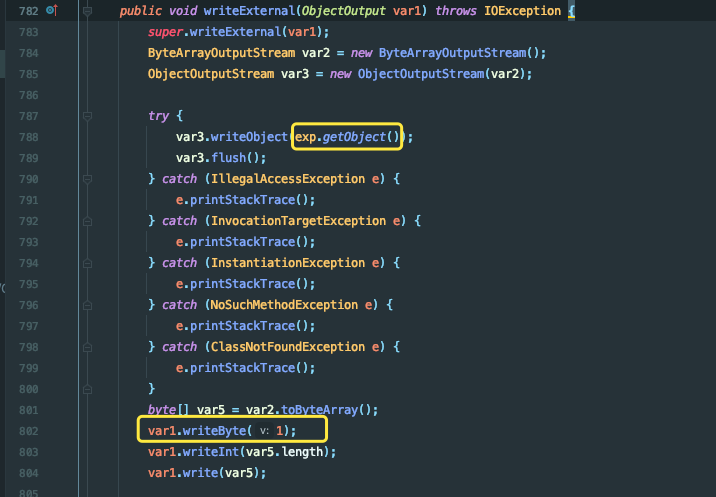 782 public void writeExternal(ObjectOutput var1) throws IOException {
783 super.writeExternal(var1);
784 ByteArrayOutputStream var2 = new ByteArrayOutputStream();
785 ObjectOutputStream var3 = new ObjectOutputStream(var2);
786
787 try {
788 var3.writeObject(exp.getObject());
789 var3.flush();
790 } catch (IllegalAccessException e) {
791 e.printStackTrace();
792 } catch (InvocationTargetException e) {
793 e.printStackTrace();
794 } catch (InstantiationException e) {
795 e.printStackTrace();
796 } catch (NoSuchMethodException e) {
797 e.printStackTrace();
798 } catch (ClassNotFoundException e) {
799 e.printStackTrace();
800 }
801 byte[] var5 = var2.toByteArray();
802 var1.writeByte( v: 1);
803 var1.writeInt(var5.length);
804 var1.write(var5);
805